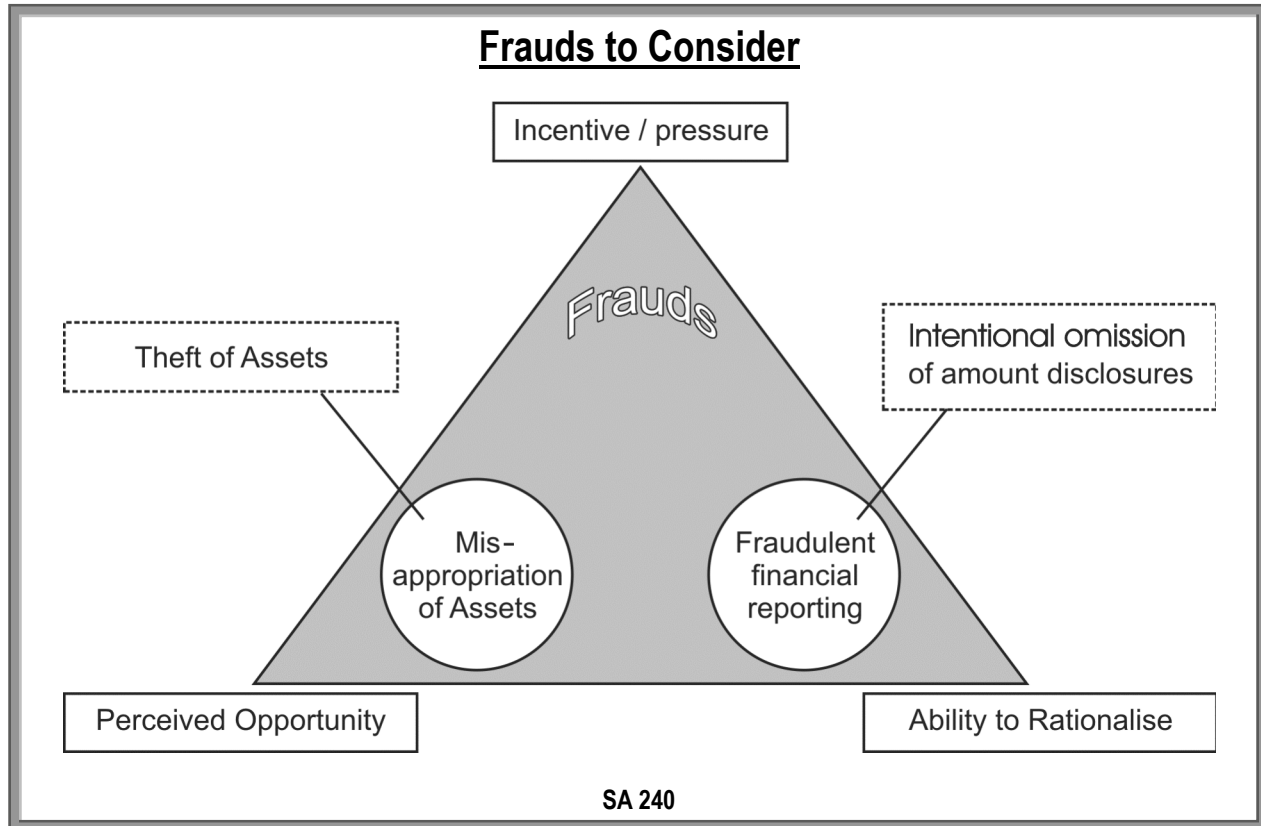 Frauds to Consider
Incentive / pressure
Frauds
Theft of Assets
Intentional omission
of amount disclosures
Mis-
appropriation
of Assets
Fraudulent
financial
reporting
Perceived Opportunity
Ability to Rationalise
SA 240